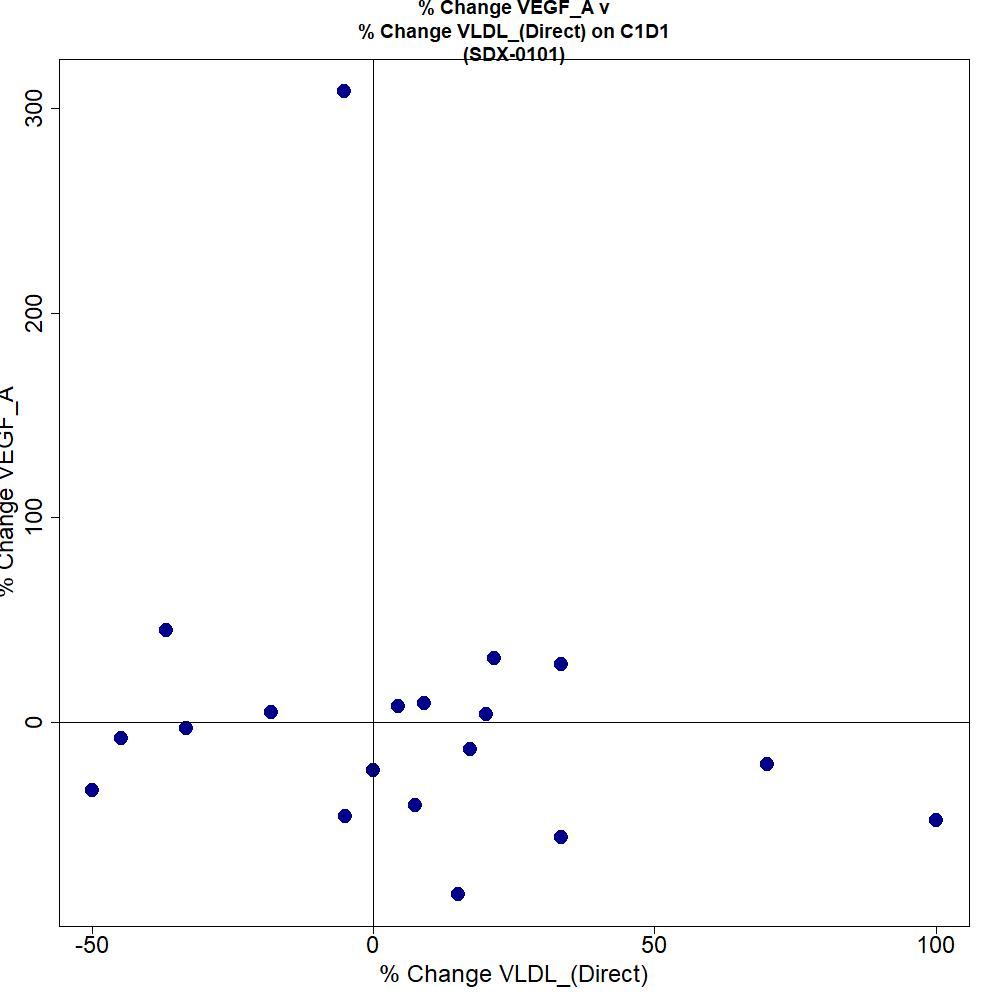 % Change VEGF_A v
% Change VLDL_(Direct) on C1D1
(SDX-0101)
% Change VEGF_A
300
200
100
0
-50
0
50
100
% Change VLDL_(Direct)